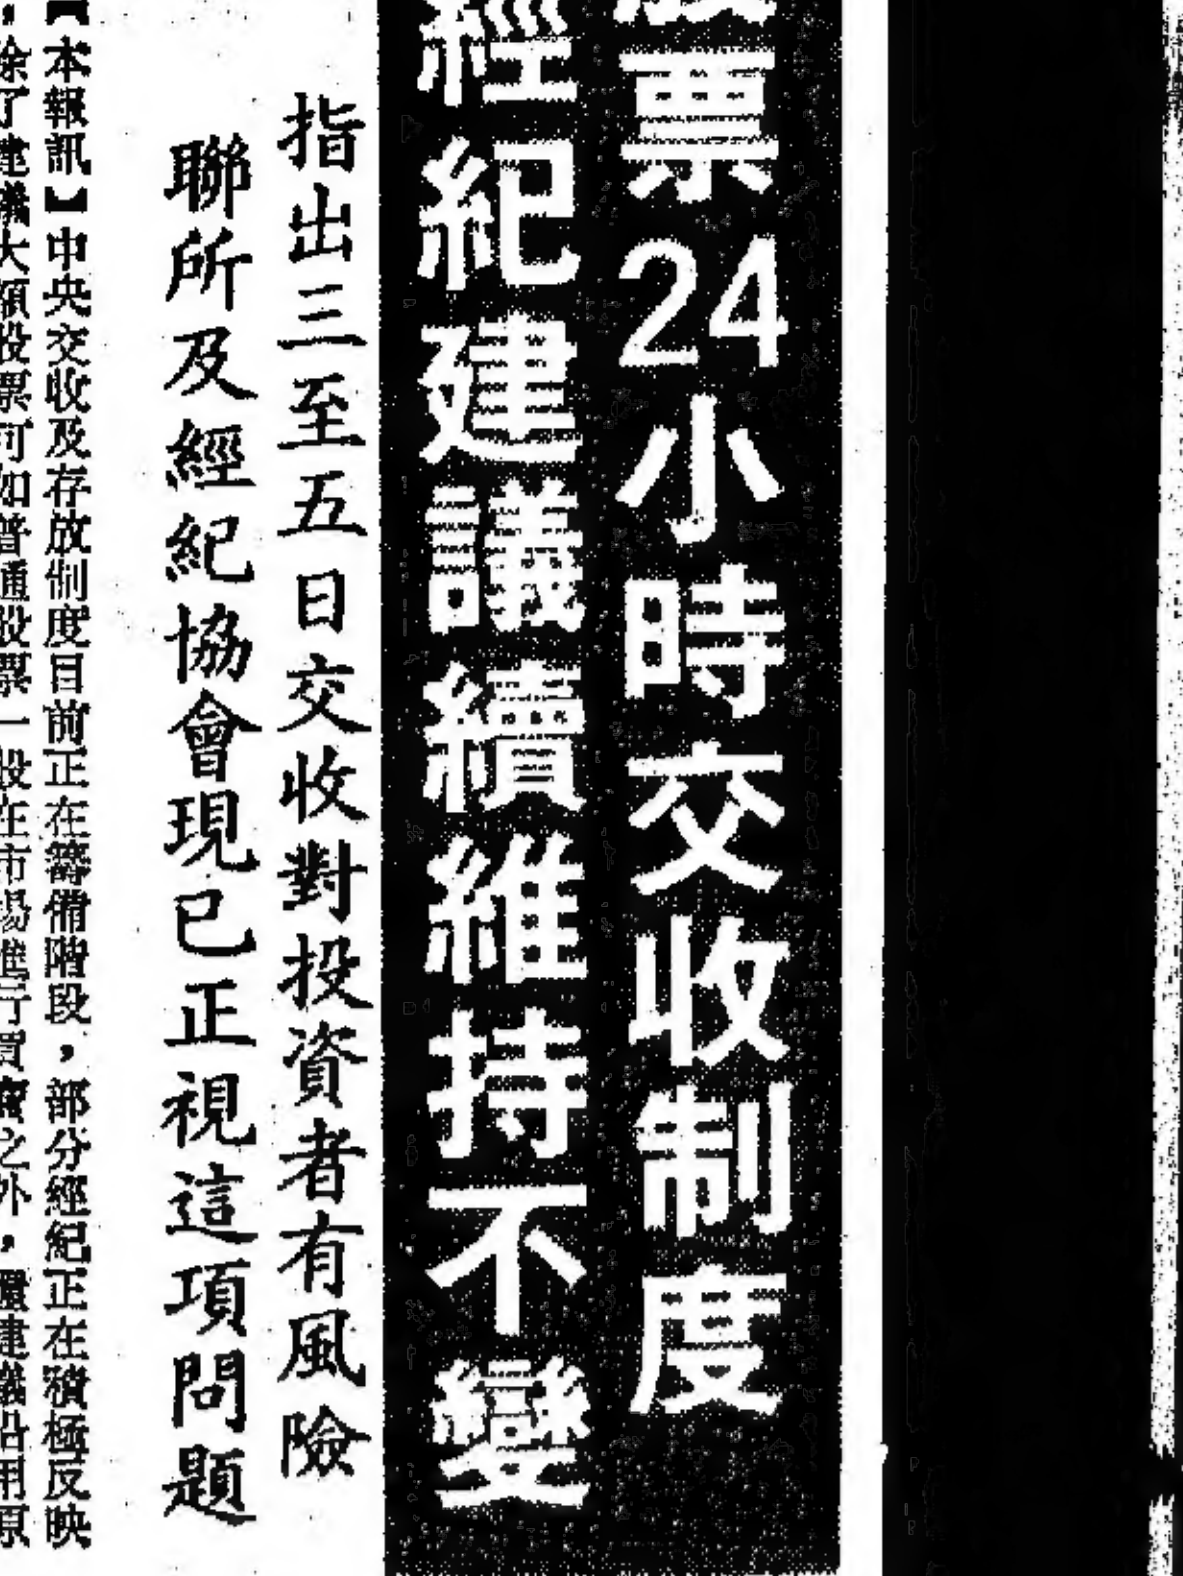 票24小時交收制度
經紀建議續維持不變
指出三至五日交收對投資者有風險
聯所及經紀協會現已正視這項問題
【本報訊】中央交收及存放制度目前正在籌備階段，部分經紀正在積極反映
，除了建議大額股票可如普通股票一般在市場進行買賣之外，還建議沿用原